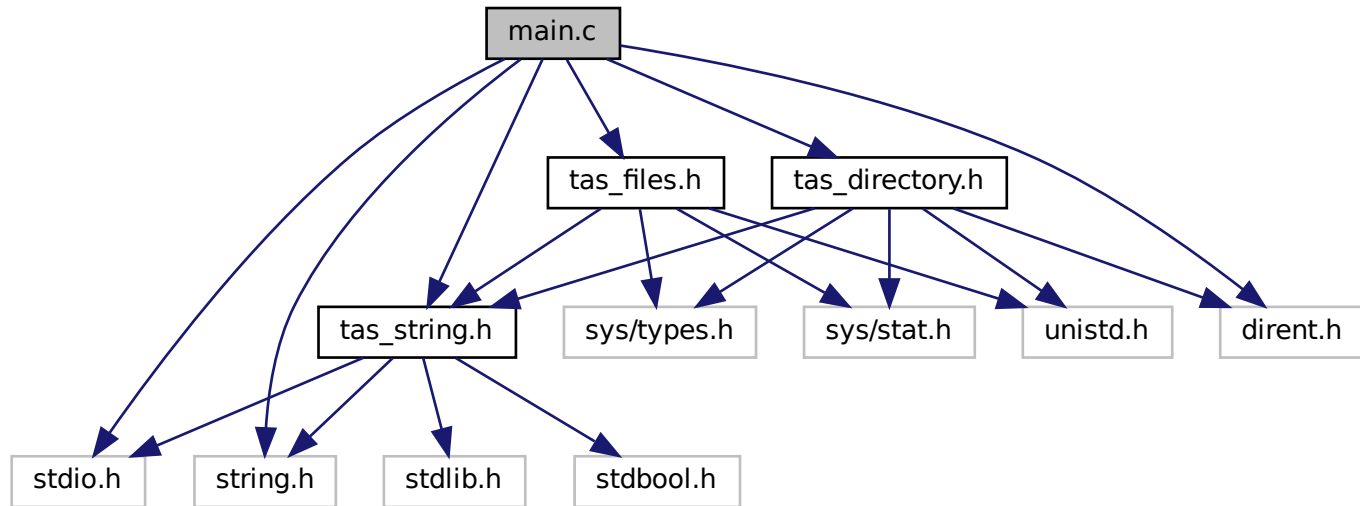 main.c
tas_files.h
tas_directory.h
tas_string.h
sys/types.h
sys/stat.h
unistd.h
dirent.h
stdio.h
string.h
stdlib.h
stdbool.h